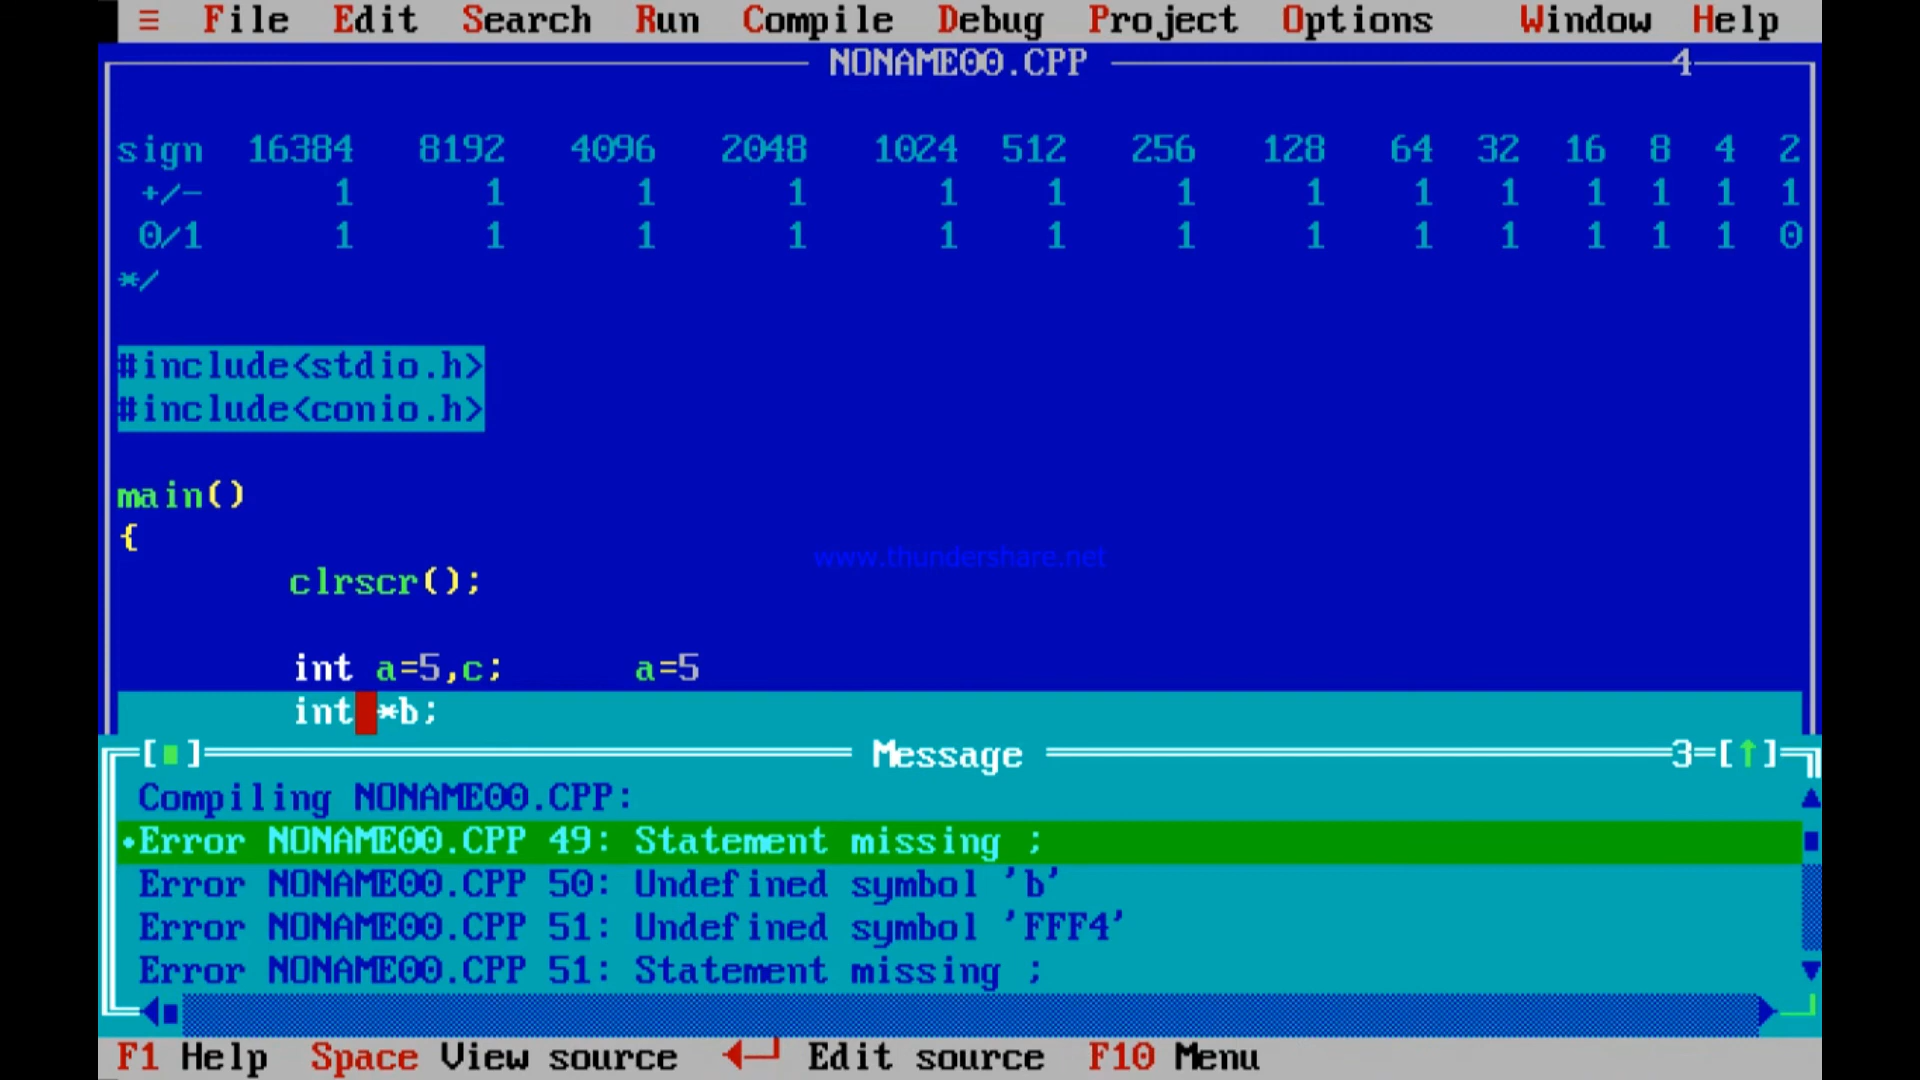 ≡ File Edit Search Run Compile Debug Project Options Window Help
NONAME00.CPP 4
sign 16384 8192 4096 2048 1024 512 256 128 64 32 16 8 4 2
+/- 1 1 1 1 1 1 1 1 1 1 1 1 1 1
0/1 1 1 1 1 1 1 1 1 1 1 1 1 1 0
*/
#include<stdio.h>
#include<conio.h>
main()
{
www.thundershare.net
clrscr();
int a=5,c; a=5
int *b;
Message 3=[↑]
Compiling NONAME00.CPP:
•Error NONAME00.CPP 49: Statement missing ;
Error NONAME00.CPP 50: Undefined symbol 'b'
Error NONAME00.CPP 51: Undefined symbol 'FFF4'
Error NONAME00.CPP 51: Statement missing ;
F1 Help Space View source ◄─┘ Edit source F10 Menu